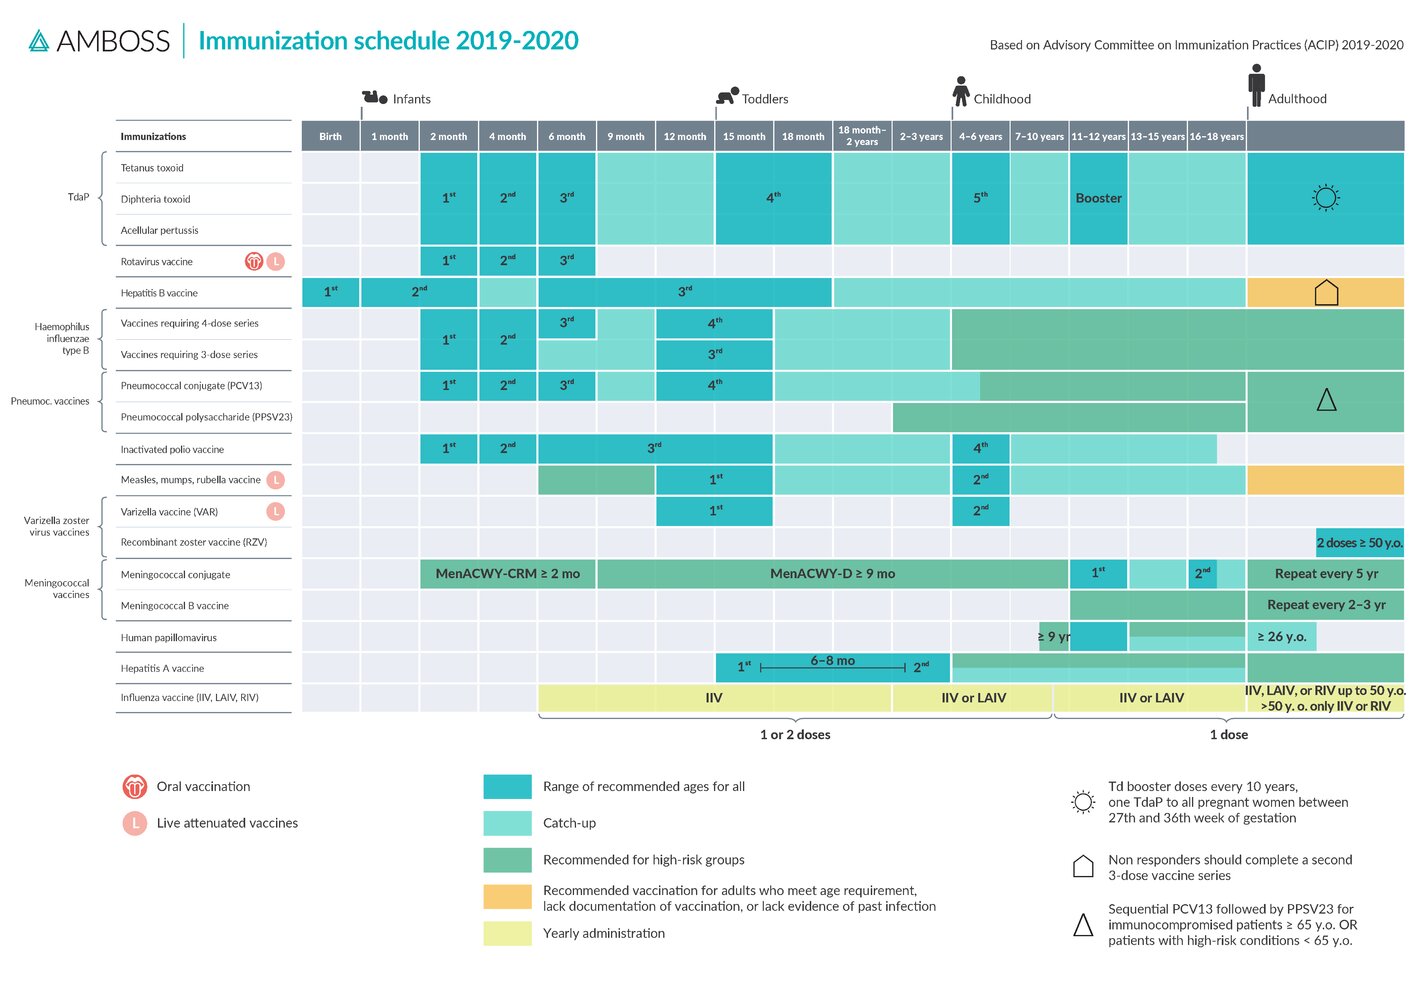 AMBOSS
Immunization schedule 2019-2020
Based on Advisory Committee on Immunization Practices (ACIP) 2019-2020
Infants
Toddlers
Childhood
Adulthood
Immunizations
Birth
1 month
2 month
4 month
6 month
9 month
12 month
15 month
18 month
18 month–
2 years
2–3 years
4–6 years
7–10 years
11–12 years
13–15 years
16–18 years
TdaP
Tetanus toxoid
Diphteria toxoid
Acellular pertussis
1st
2nd
3rd
4th
5th
Booster
Rotavirus vaccine
L
1st
2nd
3rd
Hepatitis B vaccine
1st
2nd
3rd
Haemophilus
influenzae
type B
Vaccines requiring 4-dose series
Vaccines requiring 3-dose series
1st
2nd
3rd
4th
3rd
Pneumoc. vaccines
Pneumococcal conjugate (PCV13)
1st
2nd
3rd
4th
Pneumococcal polysaccharide (PPSV23)
Inactivated polio vaccine
1st
2nd
3rd
4th
Measles, mumps, rubella vaccine
L
1st
2nd
Varizella zoster
virus vaccines
Varizella vaccine (VAR)
L
1st
2nd
Recombinant zoster vaccine (RZV)
2 doses ≥ 50 y.o.
Meningococcal
vaccines
Meningococcal conjugate
MenACWY-CRM ≥ 2 mo
MenACWY-D ≥ 9 mo
1st
2nd
Repeat every 5 yr
Meningococcal B vaccine
Repeat every 2–3 yr
Human papillomavirus
≥ 9 yr
≥ 26 y.o.
Hepatitis A vaccine
1st
6–8 mo
2nd
Influenza vaccine (IIV, LAIV, RIV)
IIV
IIV or LAIV
IIV or LAIV
IIV, LAIV, or RIV up to 50 y.o.
>50 y. o. only IIV or RIV
1 or 2 doses
1 dose
Oral vaccination
L
Live attenuated vaccines
Range of recommended ages for all
Catch-up
Recommended for high-risk groups
Recommended vaccination for adults who meet age requirement,
lack documentation of vaccination, or lack evidence of past infection
Yearly administration
Td booster doses every 10 years,
one TdaP to all pregnant women between
27th and 36th week of gestation
Non responders should complete a second
3-dose vaccine series
Sequential PCV13 followed by PPSV23 for
immunocompromised patients ≥ 65 y.o. OR
patients with high-risk conditions < 65 y.o.